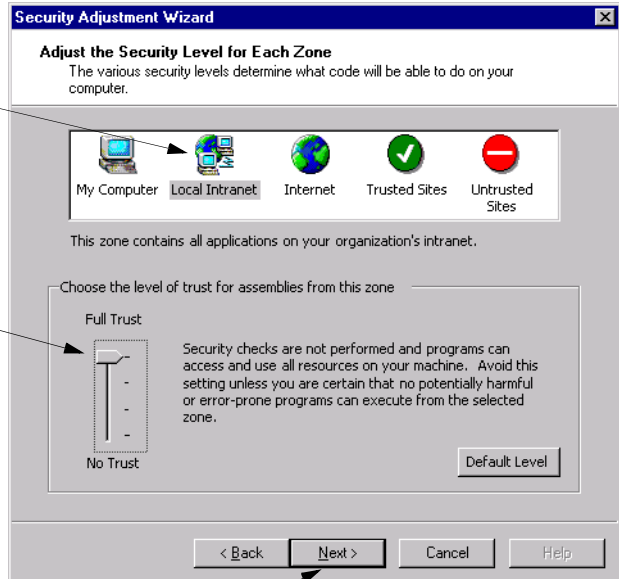 Security Adjustment Wizard
Adjust the Security Level for Each Zone
The various security levels determine what code will be able to do on your
computer.
My Computer
Local Intranet
Internet
Trusted Sites
Untrusted
Sites
This zone contains all applications on your organization's intranet.
Choose the level of trust for assemblies from this zone
Full Trust
Security checks are not performed and programs can
access and use all resources on your machine. Avoid this
setting unless you are certain that no potentially harmful
or error-prone programs can execute from the selected
zone.
No Trust
Default Level
< Back
Next >
Cancel
Help